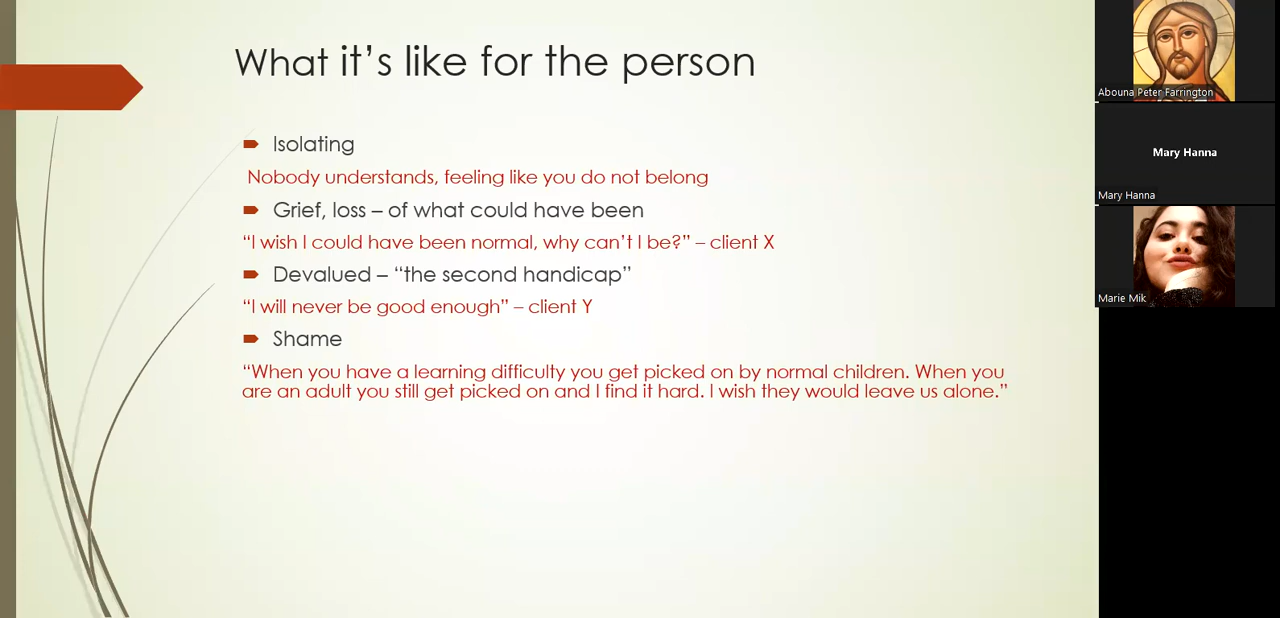 What it's like for the person
Isolating
Nobody understands, feeling like you do not belong
Grief, loss – of what could have been
“I wish I could have been normal, why can’t I be?” – client X
Devalued – “the second handicap”
“I will never be good enough” – client Y
Shame
“When you have a learning difficulty you get picked on by normal children. When you
are an adult you still get picked on and I find it hard. I wish they would leave us alone.”
Abouna Peter Farrington
Mary Hanna
Mary Hanna
Marie Mik